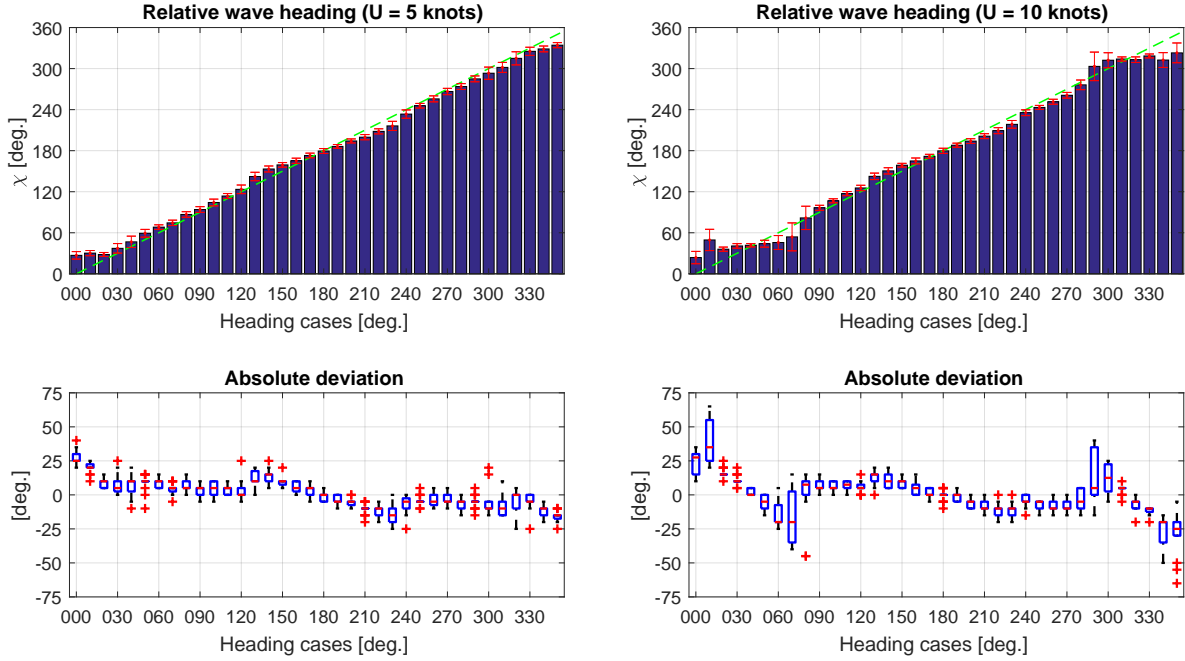 Relative wave heading (U = 5 knots)
360
300
240
180
120
60
0
χ [deg.]
000 030 060 090 120 150 180 210 240 270 300 330
Heading cases [deg.]
Relative wave heading (U = 10 knots)
360
300
240
180
120
60
0
χ [deg.]
000 030 060 090 120 150 180 210 240 270 300 330
Heading cases [deg.]
Absolute deviation
75
50
25
0
-25
-50
-75
[deg.]
000 030 060 090 120 150 180 210 240 270 300 330
Heading cases [deg.]
Absolute deviation
75
50
25
0
-25
-50
-75
[deg.]
000 030 060 090 120 150 180 210 240 270 300 330
Heading cases [deg.]